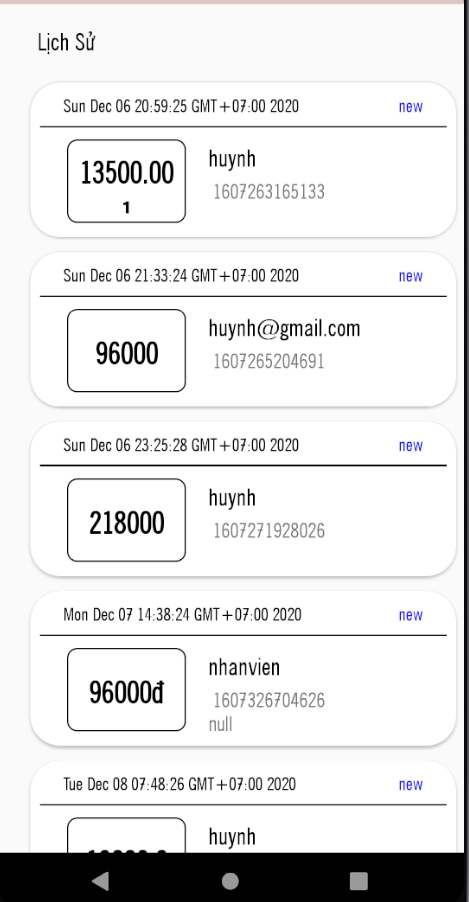 Lịch Sử
Sun Dec 06 20:59:25 GMT+07:00 2020 new
13500.00
1
huynh
1607263165133
Sun Dec 06 21:33:24 GMT+07:00 2020 new
96000
huynh@gmail.com
1607265204691
Sun Dec 06 23:25:28 GMT+07:00 2020 new
218000
huynh
1607271928026
Mon Dec 07 14:38:24 GMT+07:00 2020 new
96000đ
nhanvien
1607326704626
null
Tue Dec 08 07:48:26 GMT+07:00 2020 new
huynh